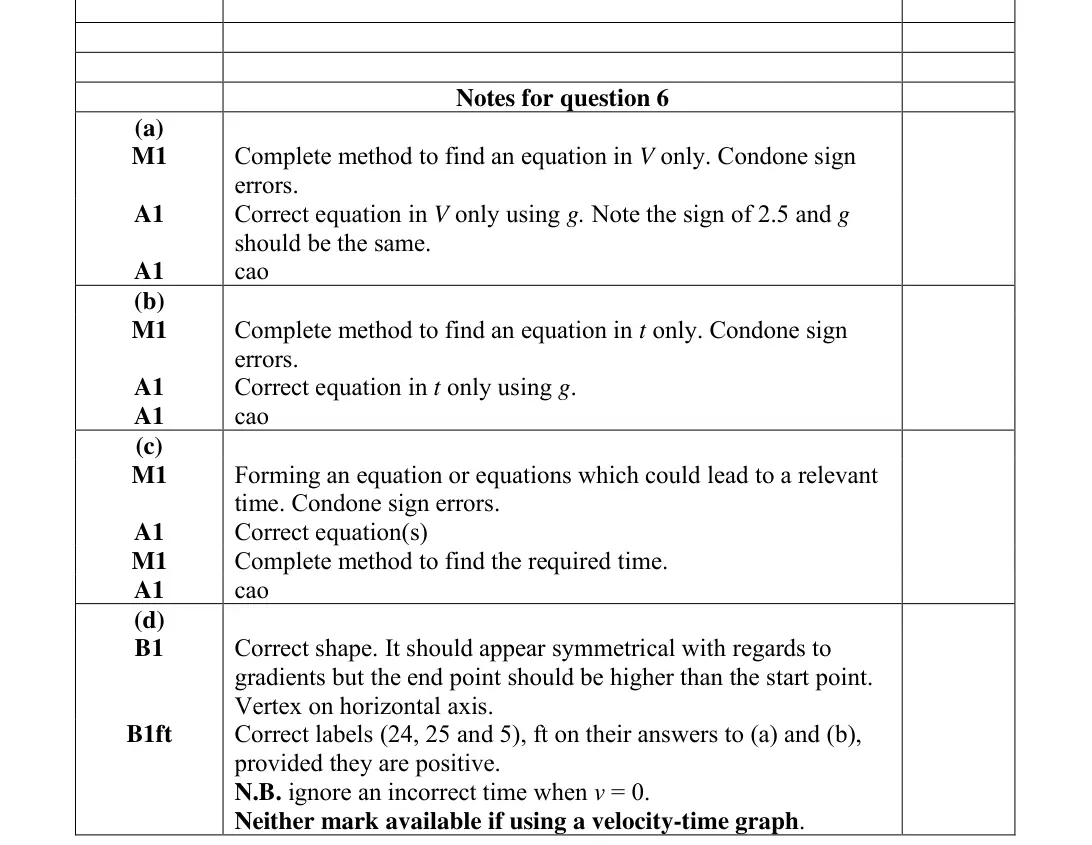 Notes for question 6
(a)
M1 Complete method to find an equation in V only. Condone sign
errors.
A1 Correct equation in V only using g. Note the sign of 2.5 and g
should be the same.
A1 cao
(b)
M1 Complete method to find an equation in t only. Condone sign
errors.
A1 Correct equation in t only using g.
A1 cao
(c)
M1 Forming an equation or equations which could lead to a relevant
time. Condone sign errors.
A1 Correct equation(s)
M1 Complete method to find the required time.
A1 cao
(d)
B1 Correct shape. It should appear symmetrical with regards to
gradients but the end point should be higher than the start point.
Vertex on horizontal axis.
B1ft Correct labels (24, 25 and 5), ft on their answers to (a) and (b),
provided they are positive.
N.B. ignore an incorrect time when v = 0.
Neither mark available if using a velocity-time graph.